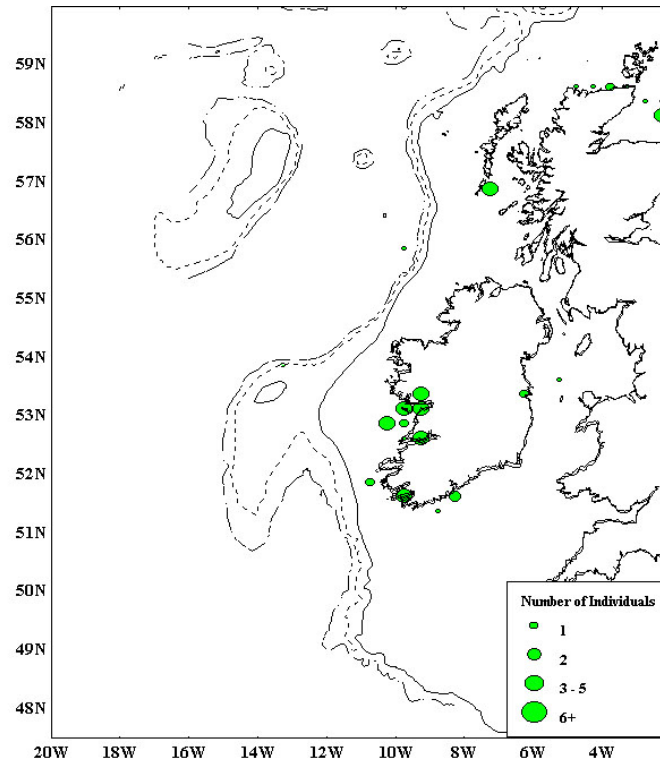 59N
58N
57N
56N
55N
54N
53N
52N
51N
50N
49N
48N
Number of Individuals
1
2
3 - 5
6+
20W 18W 16W 14W 12W 10W 8W 6W 4W